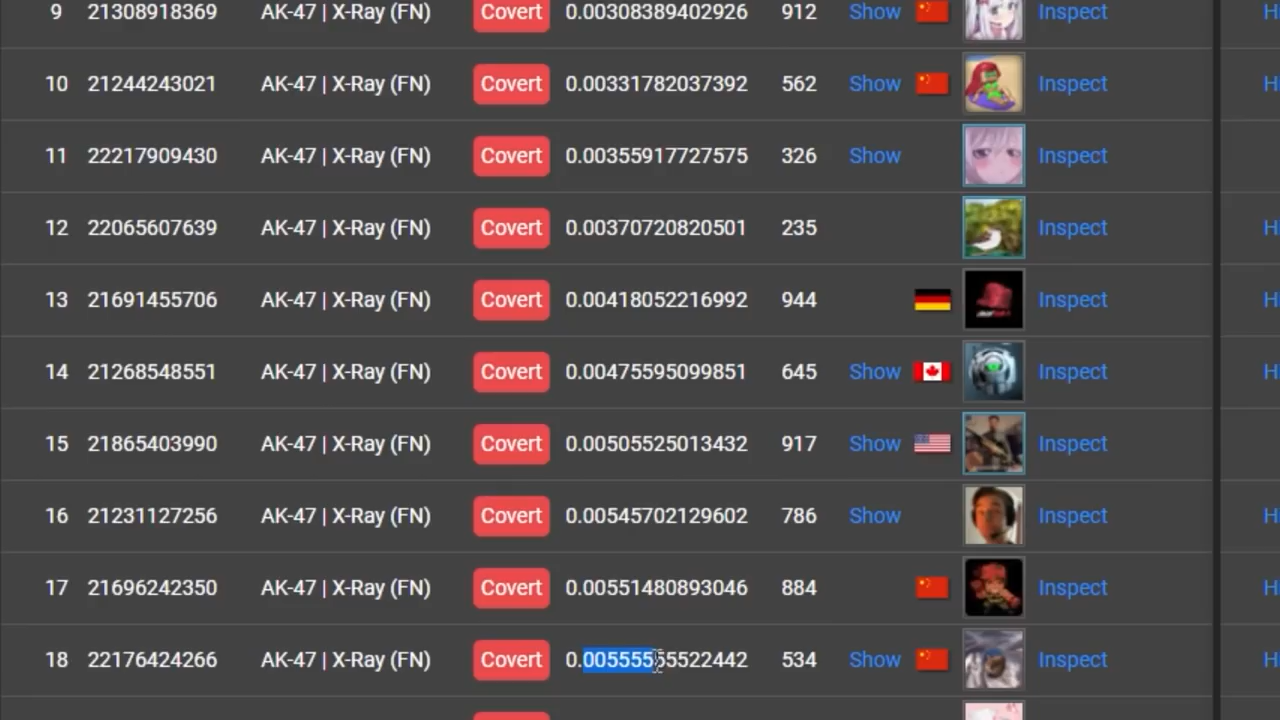 9 21308918369 AK-47 | X-Ray (FN) Covert 0.00308389402926 912 Show Inspect H
10 21244243021 AK-47 | X-Ray (FN) Covert 0.00331782037392 562 Show Inspect H
11 22217909430 AK-47 | X-Ray (FN) Covert 0.00355917727575 326 Show Inspect
12 22065607639 AK-47 | X-Ray (FN) Covert 0.00370720820501 235 Inspect H
13 21691455706 AK-47 | X-Ray (FN) Covert 0.00418052216992 944 Inspect H
14 21268548551 AK-47 | X-Ray (FN) Covert 0.00475595099851 645 Show Inspect H
15 21865403990 AK-47 | X-Ray (FN) Covert 0.00505525013432 917 Show Inspect
16 21231127256 AK-47 | X-Ray (FN) Covert 0.00545702129602 786 Show Inspect H
17 21696242350 AK-47 | X-Ray (FN) Covert 0.00551480893046 884 Inspect H
18 22176424266 AK-47 | X-Ray (FN) Covert 0.00555555522442 534 Show Inspect H